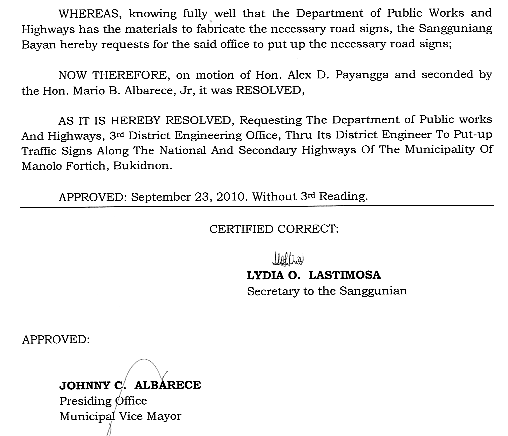 WHEREAS, knowing fully well that the Department of Public Works and
Highways has the materials to fabricate the necessary road signs, the Sangguniang
Bayan hereby requests for the said office to put up the necessary road signs;
NOW THEREFORE, on motion of Hon. Alex D. Payangga and seconded by
the Hon. Mario B. Albarece, Jr, it was RESOLVED,
AS IT IS HEREBY RESOLVED, Requesting The Department of Public works
And Highways, 3rd District Engineering Office, Thru Its District Engineer To Put-up
Traffic Signs Along The National And Secondary Highways Of The Municipality Of
Manolo Fortich, Bukidnon.
APPROVED: September 23, 2010. Without 3rd Reading.
CERTIFIED CORRECT:
LYDIA O. LASTIMOSA
Secretary to the Sanggunian
APPROVED:
JOHNNY C. ALBARECE
Presiding Office
Municipal Vice Mayor